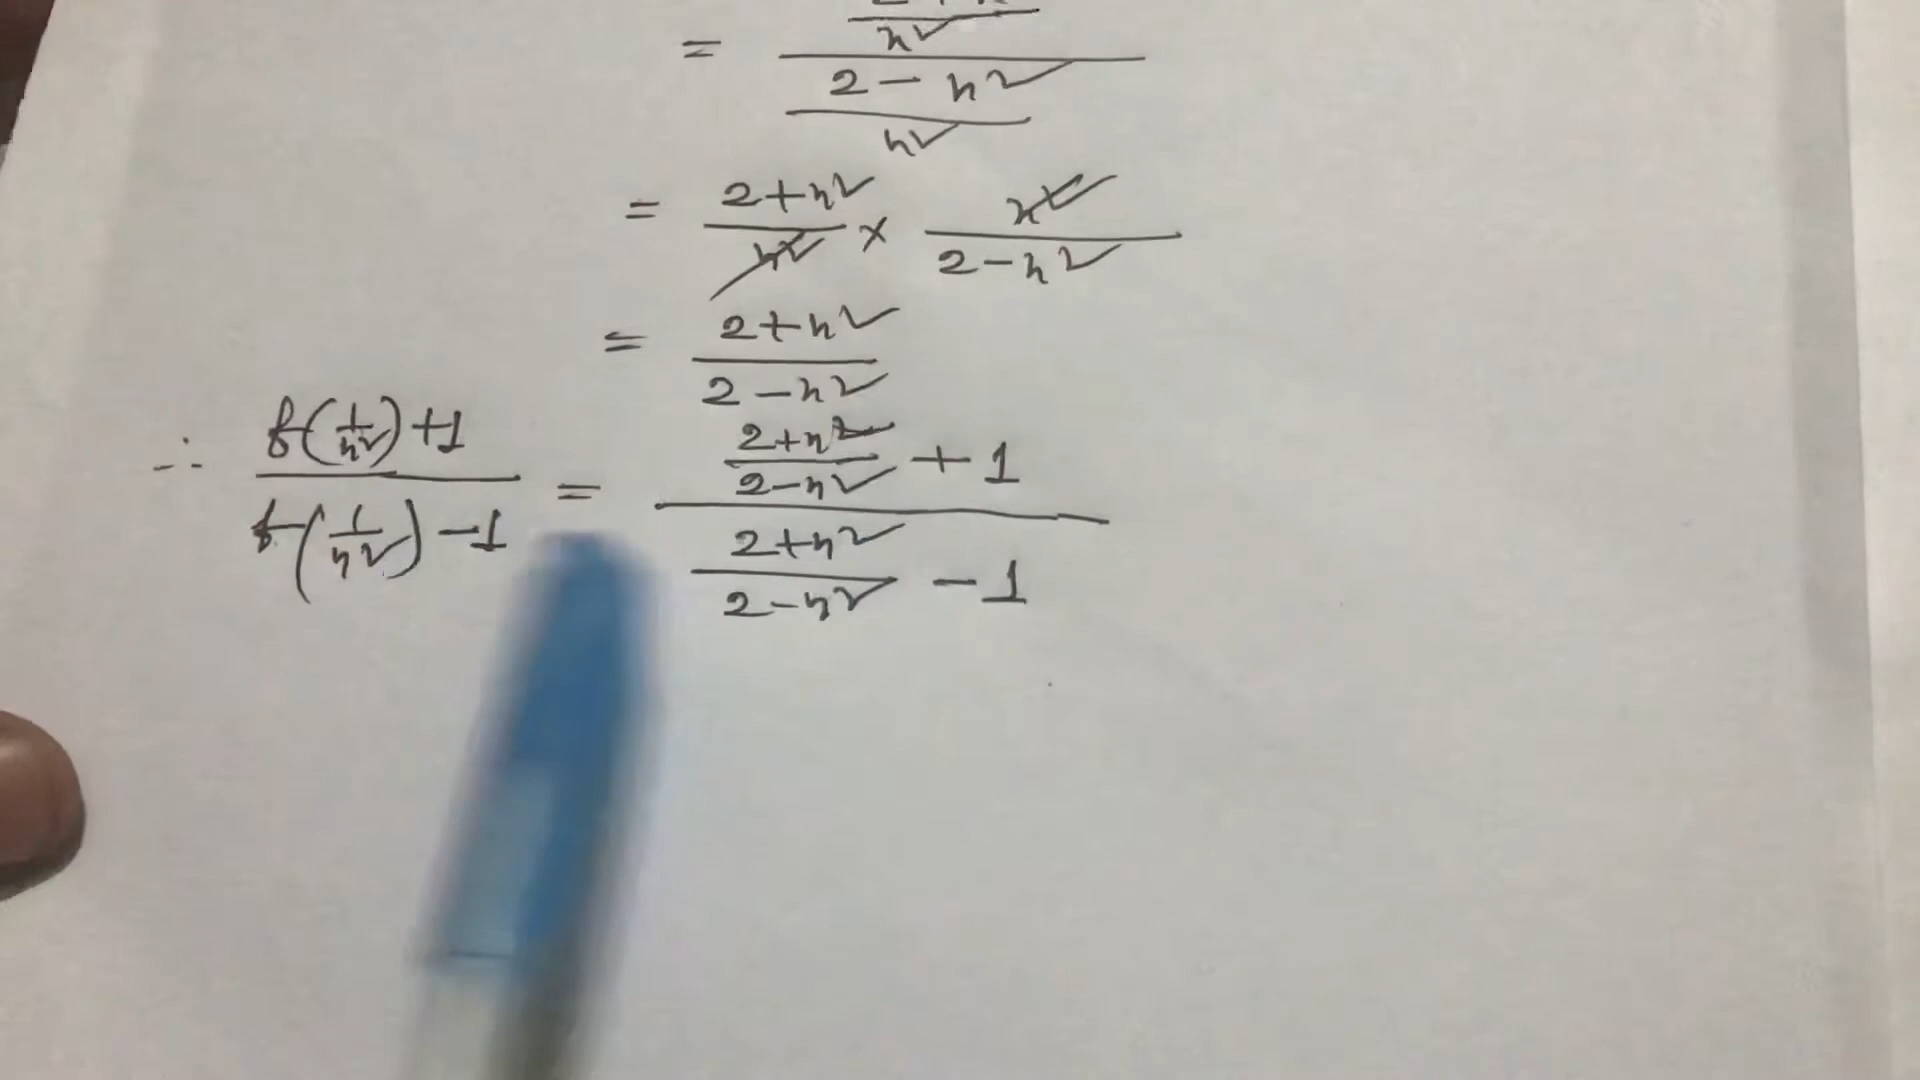 = x² / (2 - x²)/x²
= (2+x²)/x² × x²/(2-x²)
= (2+x²)/(2-x²)
∴ (f(1/x²)+1)/(f(1/x²)-1) = ((2+x²)/(2-x²) + 1)/((2+x²)/(2-x²) - 1)